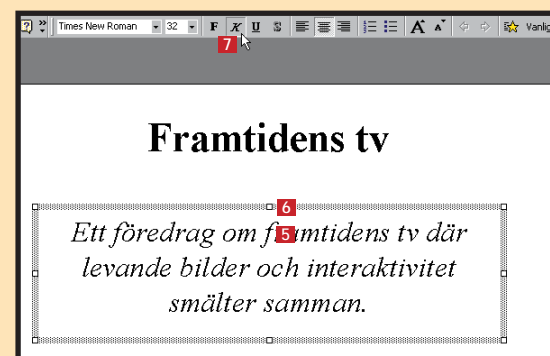 Times New Roman 32 F K U S A A Vanlig
7
Framtidens tv
6
Ett föredrag om framtidens tv där
5
levande bilder och interaktivitet
smälter samman.